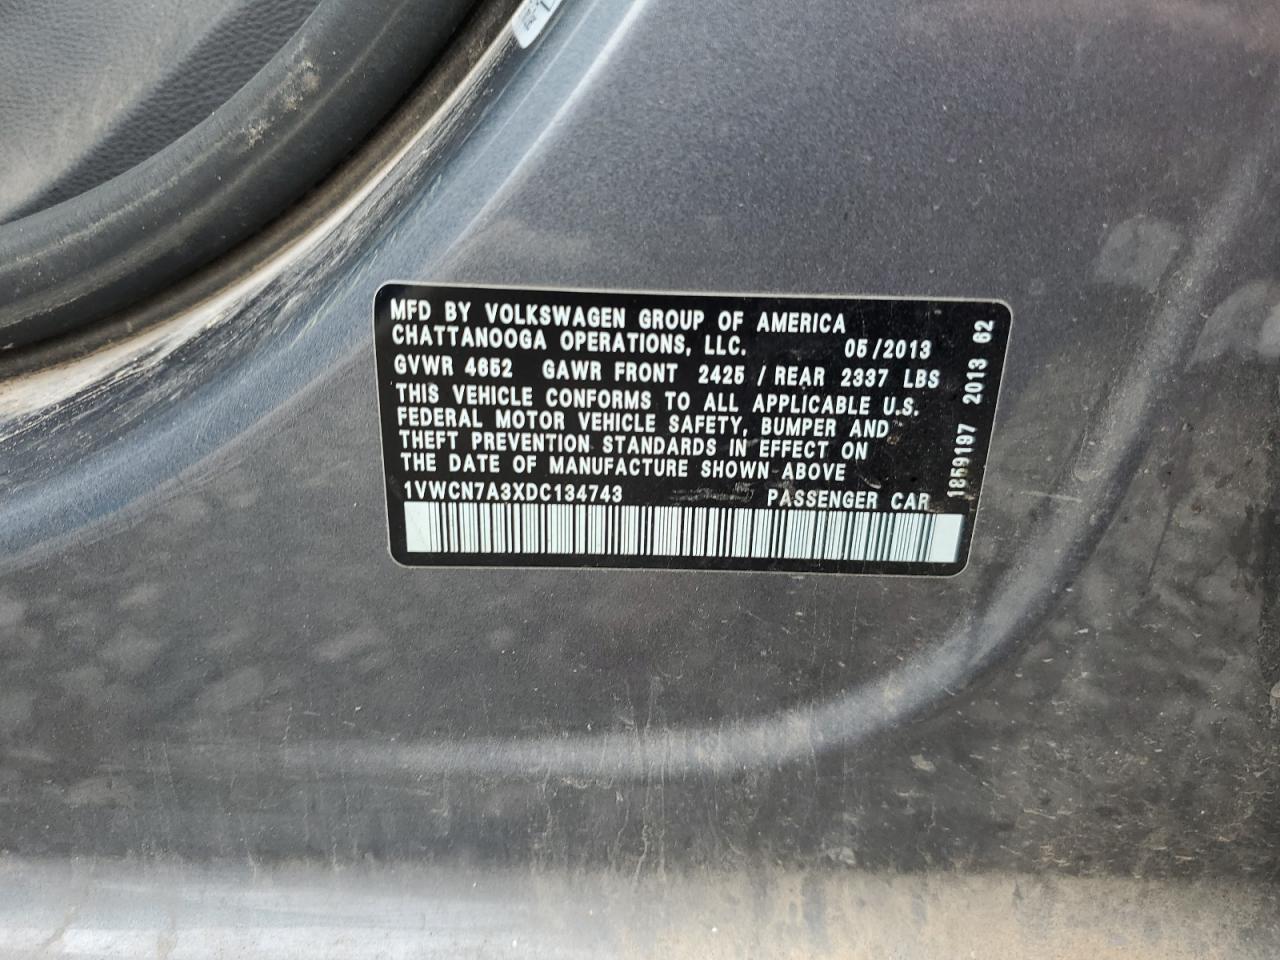 MFD BY VOLKSWAGEN GROUP OF AMERICA
CHATTANOOGA OPERATIONS, LLC. 05/2013
GVWR 4652 GAWR FRONT 2425 / REAR 2337 LBS
THIS VEHICLE CONFORMS TO ALL APPLICABLE U.S.
FEDERAL MOTOR VEHICLE SAFETY, BUMPER AND
THEFT PREVENTION STANDARDS IN EFFECT ON
THE DATE OF MANUFACTURE SHOWN ABOVE
1VWCN7A3XDC134743 PASSENGER CAR
1869197 2013 62